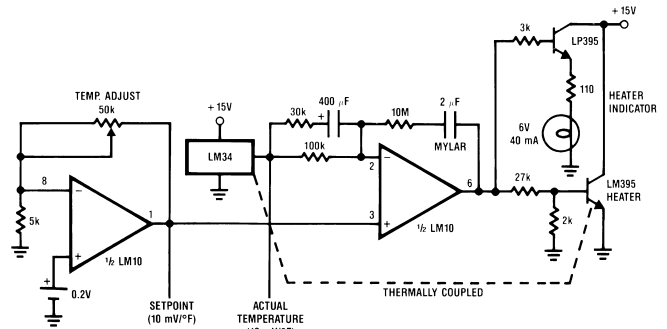 + 15V
3k
LP395
TEMP. ADJUST
50k
+ 15V
30k
400 μF
+
10M
2 μF
MYLAR
110
HEATER
INDICATOR
LM34
100k
6V
40 mA
8
−
2
−
LM395
HEATER
5k
1
6
27k
2k
+
½ LM10
3
+
½ LM10
+
0.2V
THERMALLY COUPLED
SETPOINT
(10 mV/°F)
ACTUAL
TEMPERATURE